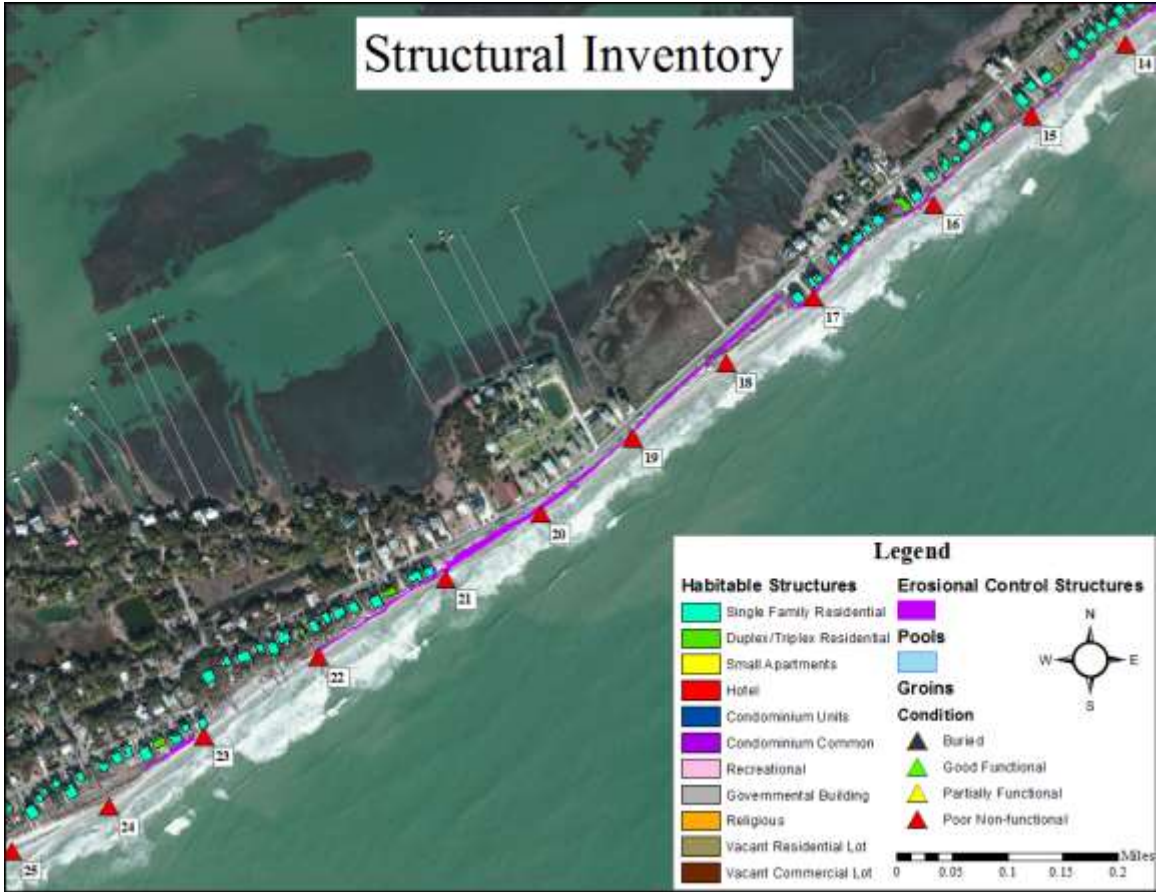 Structural Inventory
14
15
16
17
18
19
20
21
22
23
24
25
Legend
Habitable Structures
Single Family Residential
Duplex/Triplex Residential
Small Apartments
Hotel
Condominium Units
Condominium Common
Recreational
Governmental Building
Religious
Vacant Residential Lot
Vacant Commercial Lot
Erosional Control Structures
Pools
Groins
Condition
Buried
Good Functional
Partially Functional
Poor Non-functional
N
W E
S
Miles
0 0.05 0.1 0.15 0.2